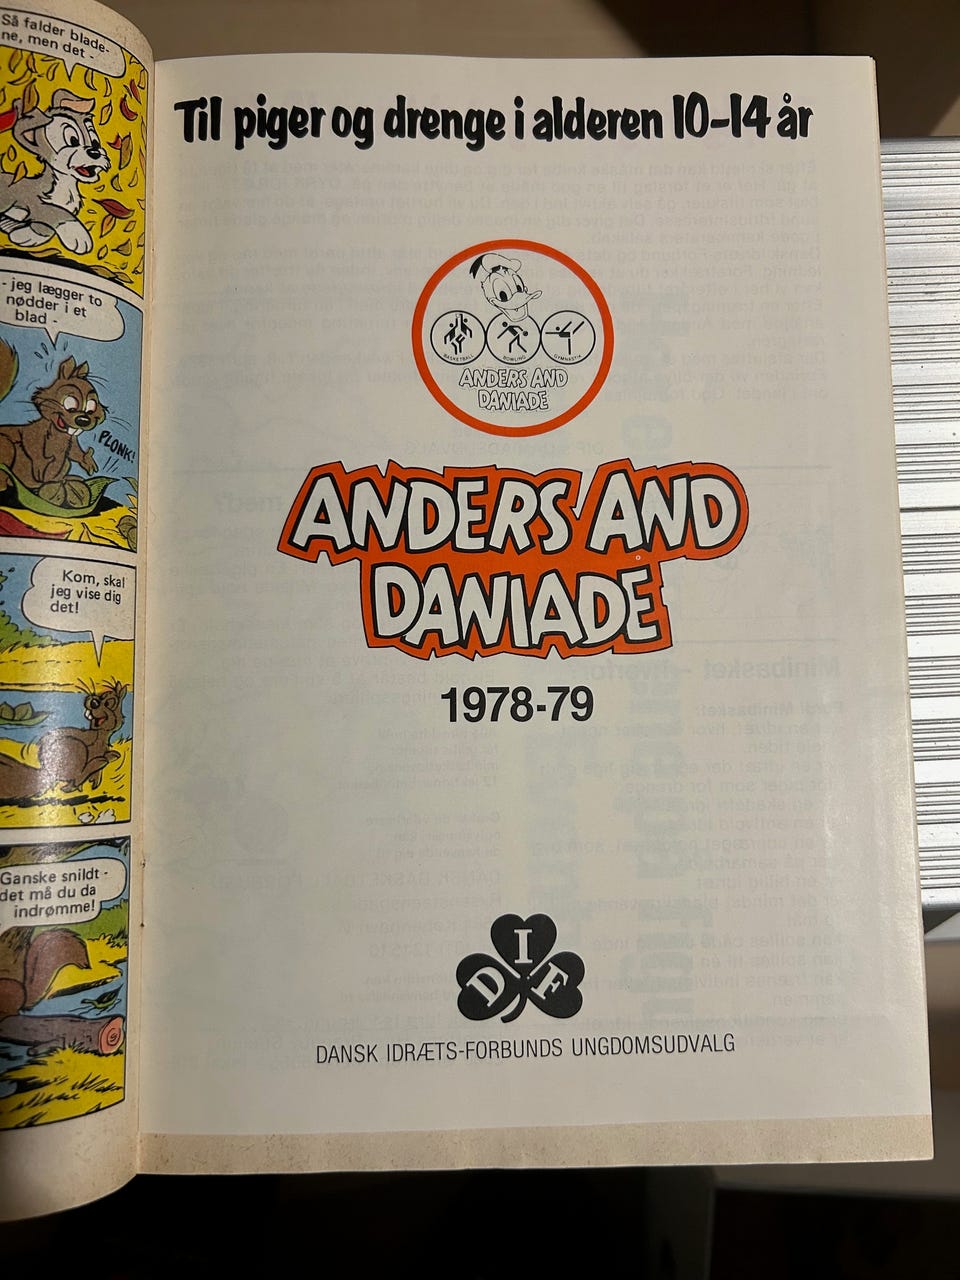 Så falder blade-
ne, men det -
- jeg lægger to
nødder i et
blad -
PLONK!
Kom, skal
jeg vise dig
det!
Ganske snildt -
det må du da
indrømme!
Til piger og drenge i alderen 10-14 år
BASKETBALL
BOWLING
GYMNASTIK
ANDERS AND
DANIADE
ANDERS AND
DANIADE
1978-79
D I F
DANSK IDRÆTS-FORBUNDS UNGDOMSUDVALG